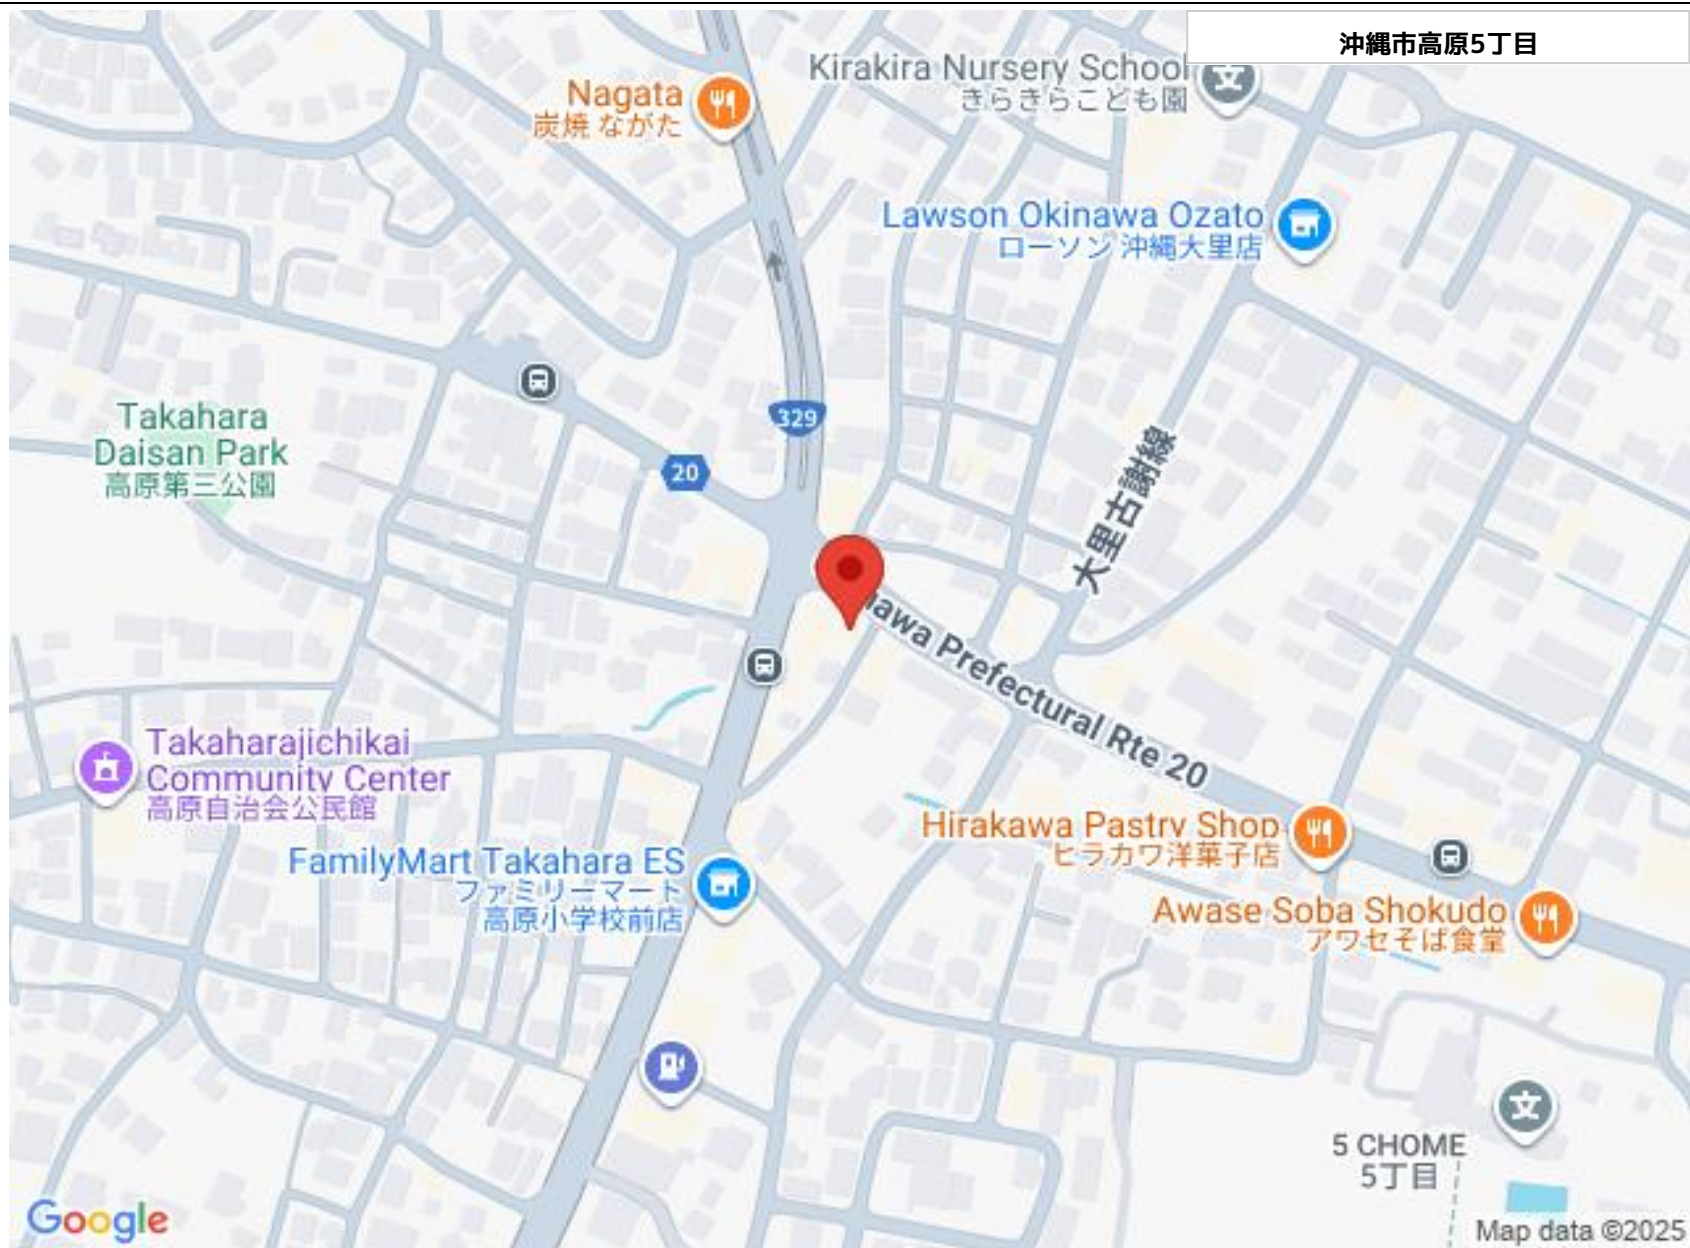 沖縄市高原5丁目
Kirakira Nursery School
きらきらこども園
Nagata
炭焼 ながた
Lawson Okinawa Ozato
ローソン 沖縄大里店
Takahara
Daisan Park
高原第三公園
329
20
大里古謝線
nawa Prefectural Rte 20
Takaharajichikai
Community Center
高原自治会公民館
Hirakawa Pastry Shop
ヒラカワ洋菓子店
FamilyMart Takahara ES
ファミリーマート
高原小学校前店
Awase Soba Shokudo
アワセそば食堂
文
文
5 CHOME
5丁目
Google
Map data ©2025